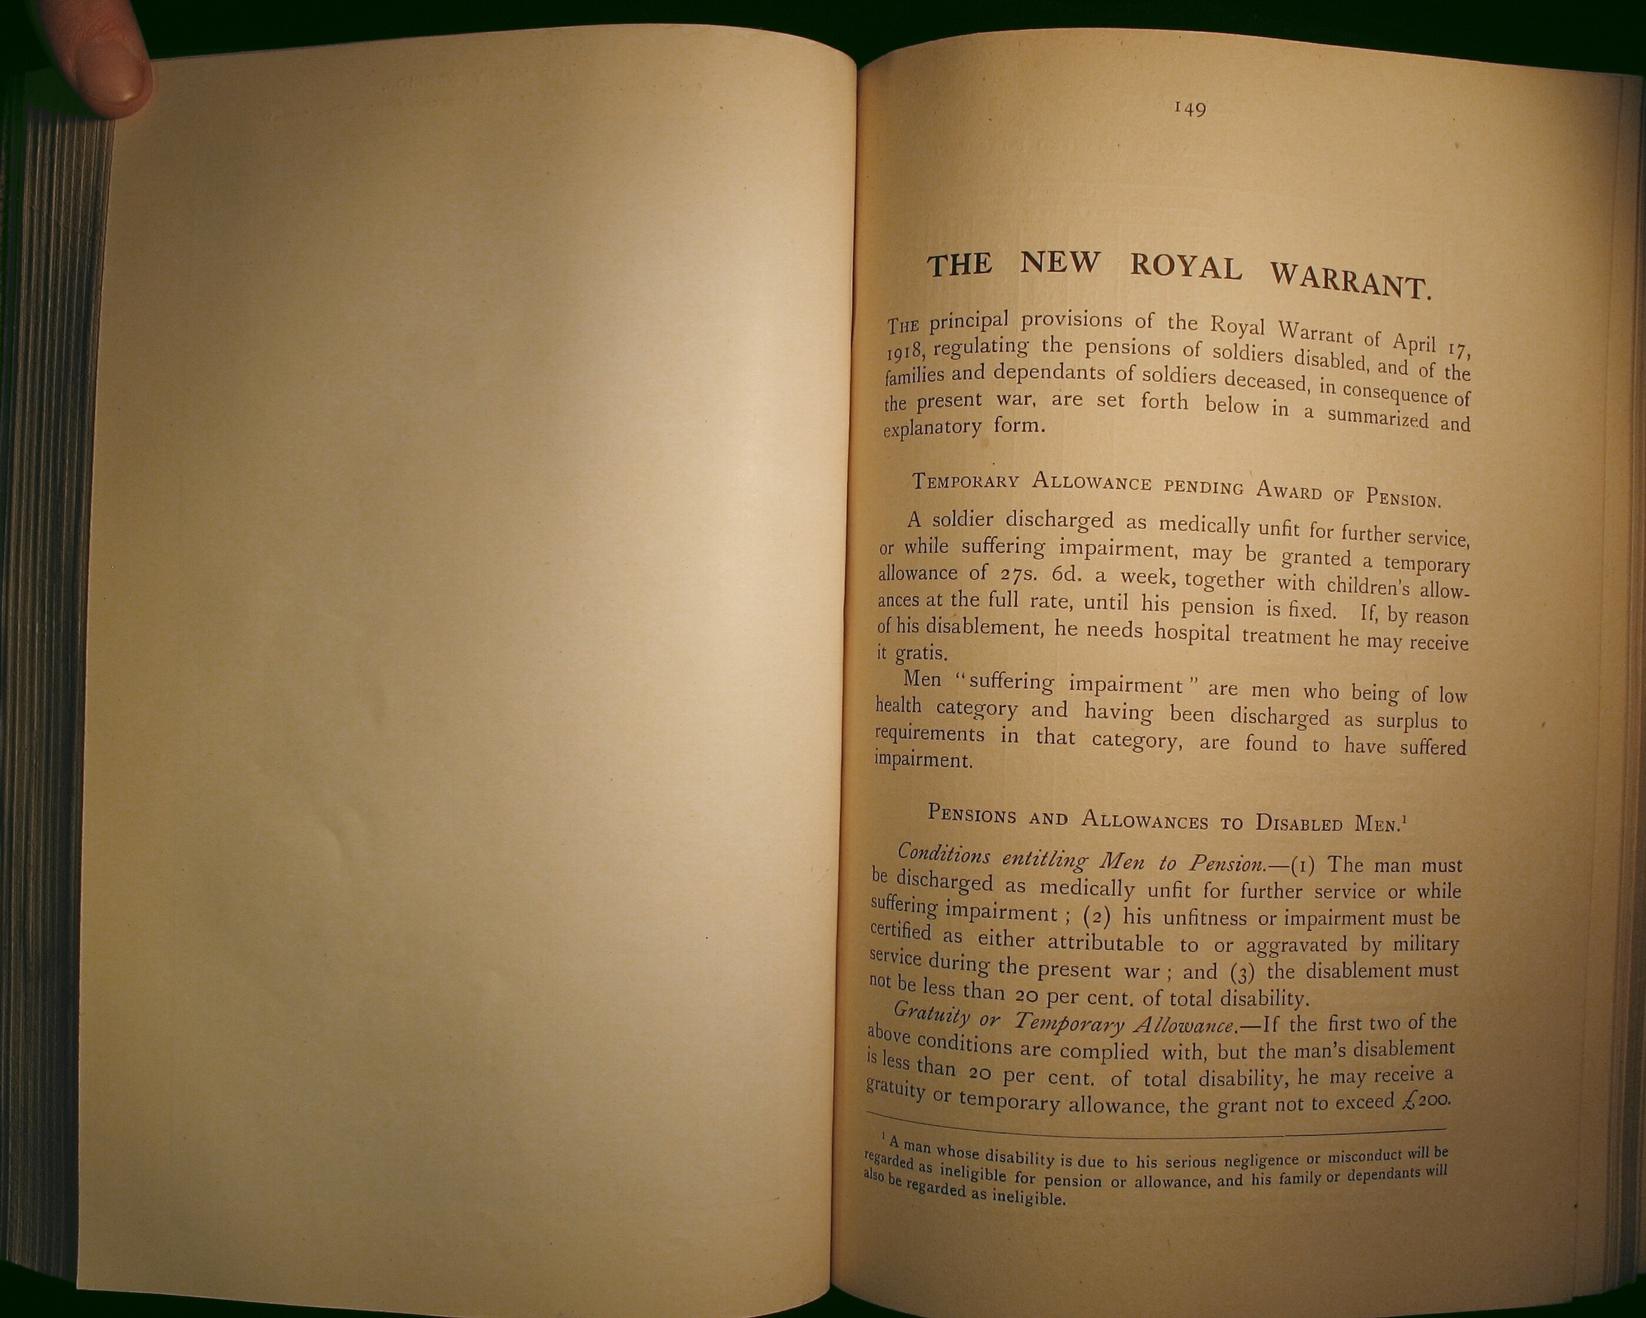 149
THE NEW ROYAL WARRANT.
THE principal provisions of the Royal Warrant of April 17,
1918, regulating the pensions of soldiers disabled, and of the
families and dependants of soldiers deceased, in consequence of
the present war, are set forth below in a summarized and
explanatory form.
TEMPORARY ALLOWANCE PENDING AWARD OF PENSION.
A soldier discharged as medically unfit for further service,
or while suffering impairment, may be granted a temporary
allowance of 27s. 6d. a week, together with children's allow-
ances at the full rate, until his pension is fixed. If, by reason
of his disablement, he needs hospital treatment he may receive
it gratis.
Men "suffering impairment" are men who being of low
health category and having been discharged as surplus to
requirements in that category, are found to have suffered
impairment.
PENSIONS AND ALLOWANCES TO DISABLED MEN.¹
Conditions entitling Men to Pension.—(1) The man must
be discharged as medically unfit for further service or while
suffering impairment; (2) his unfitness or impairment must be
certified as either attributable to or aggravated by military
service during the present war; and (3) the disablement must
not be less than 20 per cent. of total disability.
Gratuity or Temporary Allowance.—If the first two of the
above conditions are complied with, but the man's disablement
is less than 20 per cent. of total disability, he may receive a
gratuity or temporary allowance, the grant not to exceed £200.
¹ A man whose disability is due to his serious negligence or misconduct will be
regarded as ineligible for pension or allowance, and his family or dependants will
also be regarded as ineligible.